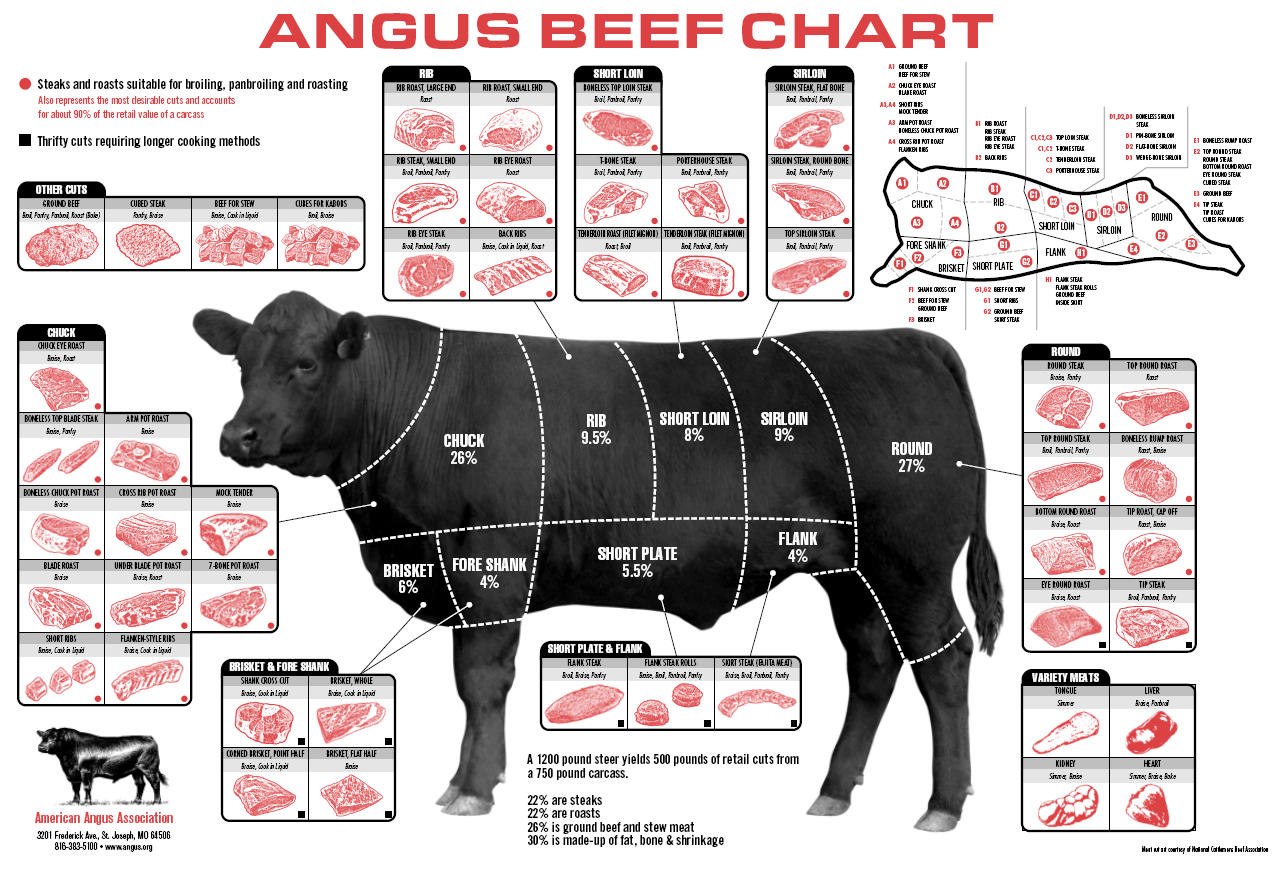 ANGUS BEEF CHART
Steaks and roasts suitable for broiling, panbroiling and roasting
Also represents the most desirable cuts and accounts
for about 90% of the retail value of a carcass
Thrifty cuts requiring longer cooking methods
OTHER CUTS
GROUND BEEF
Broil, Panfry, Panbroil, Roast (Bake)
CUBED STEAK
Panfry, Braise
BEEF FOR STEW
Braise, Cook in Liquid
CUBES FOR KABOBS
Broil, Braise
RIB
RIB ROAST, LARGE END
Roast
RIB ROAST, SMALL END
Roast
RIB STEAK, SMALL END
Broil, Panbroil, Panfry
RIB EYE ROAST
Roast
RIB EYE STEAK
Broil, Panbroil, Panfry
BACK RIBS
Braise, Cook in Liquid, Roast
SHORT LOIN
BONELESS TOP LOIN STEAK
Broil, Panbroil, Panfry
T-BONE STEAK
Broil, Panbroil, Panfry
PORTERHOUSE STEAK
Broil, Panbroil, Panfry
TENDERLOIN ROAST (FILET MIGNON)
Roast, Broil
TENDERLOIN STEAK (FILET MIGNON)
Broil, Panbroil, Panfry
SIRLOIN
SIRLOIN STEAK, FLAT BONE
Broil, Panbroil, Panfry
SIRLOIN STEAK, ROUND BONE
Broil, Panbroil, Panfry
TOP SIRLOIN STEAK
Broil, Panbroil, Panfry
A1 GROUND BEEF
BEEF FOR STEW
A2 CHUCK EYE ROAST
BLADE ROAST
A3,A4 SHORT RIBS
MOCK TENDER
A3 ARM POT ROAST
BONELESS CHUCK POT ROAST
A4 CROSS RIB POT ROAST
FLANKEN RIBS
B1 RIB ROAST
RIB STEAK
RIB EYE ROAST
RIB EYE STEAK
B2 BACK RIBS
C1,C2,C3 TOP LOIN STEAK
C1,C2 T-BONE STEAK
C2 TENDERLOIN STEAK
C3 PORTERHOUSE STEAK
D1,D2,D3 BONELESS SIRLOIN
STEAK
D1 PIN-BONE SIRLOIN
D2 FLAT-BONE SIRLOIN
D3 WEDGE-BONE SIRLOIN
E1 BONELESS RUMP ROAST
E2 TOP ROUND STEAK
ROUND STEAK
BOTTOM ROUND ROAST
EYE ROUND STEAK
CUBED STEAK
E3 GROUND BEEF
E4 TIP STEAK
TIP ROAST
CUBES FOR KABOBS
A1
A2
CHUCK
A3
A4
B1
RIB
B2
C1
C2
C3
SHORT LOIN
D1
D2
D3
SIRLOIN
E1
ROUND
E2
E3
E4
FORE SHANK
F1
F2
F3
BRISKET
G1
SHORT PLATE
G2
FLANK
H1
F1 SHANK CROSS CUT
F2 BEEF FOR STEW
GROUND BEEF
F3 BRISKET
G1,G2 BEEF FOR STEW
G1 SHORT RIBS
G2 GROUND BEEF
SKIRT STEAK
H1 FLANK STEAK
FLANK STEAK ROLLS
GROUND BEEF
INSIDE SKIRT
CHUCK
CHUCK EYE ROAST
Braise, Roast
BONELESS TOP BLADE STEAK
Braise, Panfry
ARM POT ROAST
Braise
BONELESS CHUCK POT ROAST
Braise
CROSS RIB POT ROAST
Braise
MOCK TENDER
Braise
BLADE ROAST
Braise
UNDER BLADE POT ROAST
Braise, Roast
7-BONE POT ROAST
Braise
SHORT RIBS
Braise, Cook in Liquid
FLANKEN-STYLE RIBS
Braise, Cook in Liquid
CHUCK
26%
RIB
9.5%
SHORT LOIN
8%
SIRLOIN
9%
ROUND
27%
BRISKET
6%
FORE SHANK
4%
SHORT PLATE
5.5%
FLANK
4%
ROUND
ROUND STEAK
Braise, Panfry
TOP ROUND ROAST
Roast
TOP ROUND STEAK
Broil, Panbroil, Panfry
BONELESS RUMP ROAST
Roast, Braise
BOTTOM ROUND ROAST
Braise, Roast
TIP ROAST, CAP OFF
Roast, Braise
EYE ROUND ROAST
Braise, Roast
TIP STEAK
Broil, Panbroil, Panfry
BRISKET & FORE SHANK
SHANK CROSS CUT
Braise, Cook in Liquid
BRISKET, WHOLE
Braise, Cook in Liquid
CORNED BRISKET, POINT HALF
Braise, Cook in Liquid
BRISKET, FLAT HALF
Braise
SHORT PLATE & FLANK
FLANK STEAK
Broil, Braise, Panfry
FLANK STEAK ROLLS
Braise, Broil, Panbroil, Panfry
SKIRT STEAK (FAJITA MEAT)
Braise, Broil, Panbroil, Panfry
VARIETY MEATS
TONGUE
Simmer
LIVER
Braise, Panbroil
KIDNEY
Simmer, Braise
HEART
Simmer, Braise, Bake
A 1200 pound steer yields 500 pounds of retail cuts from
a 750 pound carcass.
22% are steaks
22% are roasts
26% is ground beef and stew meat
30% is made-up of fat, bone & shrinkage
American Angus Association
3201 Frederick Ave., St. Joseph, MO 64506
816-383-5100 • www.angus.org
Meat cut art courtesy of National Cattlemens Beef Association